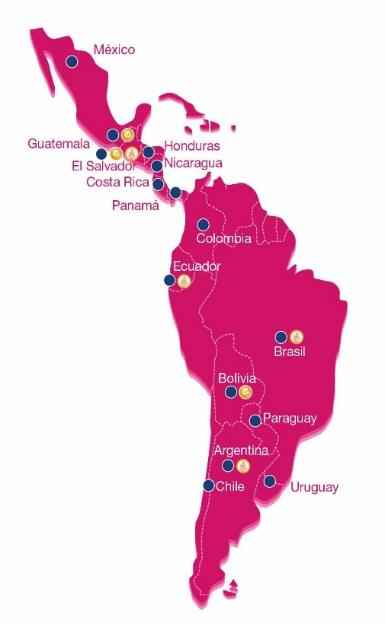 México
Guatemala
Honduras
El Salvador
Nicaragua
Costa Rica
Panamá
Colombia
Ecuador
Brasil
Bolivia
Paraguay
Argentina
Chile
Uruguay